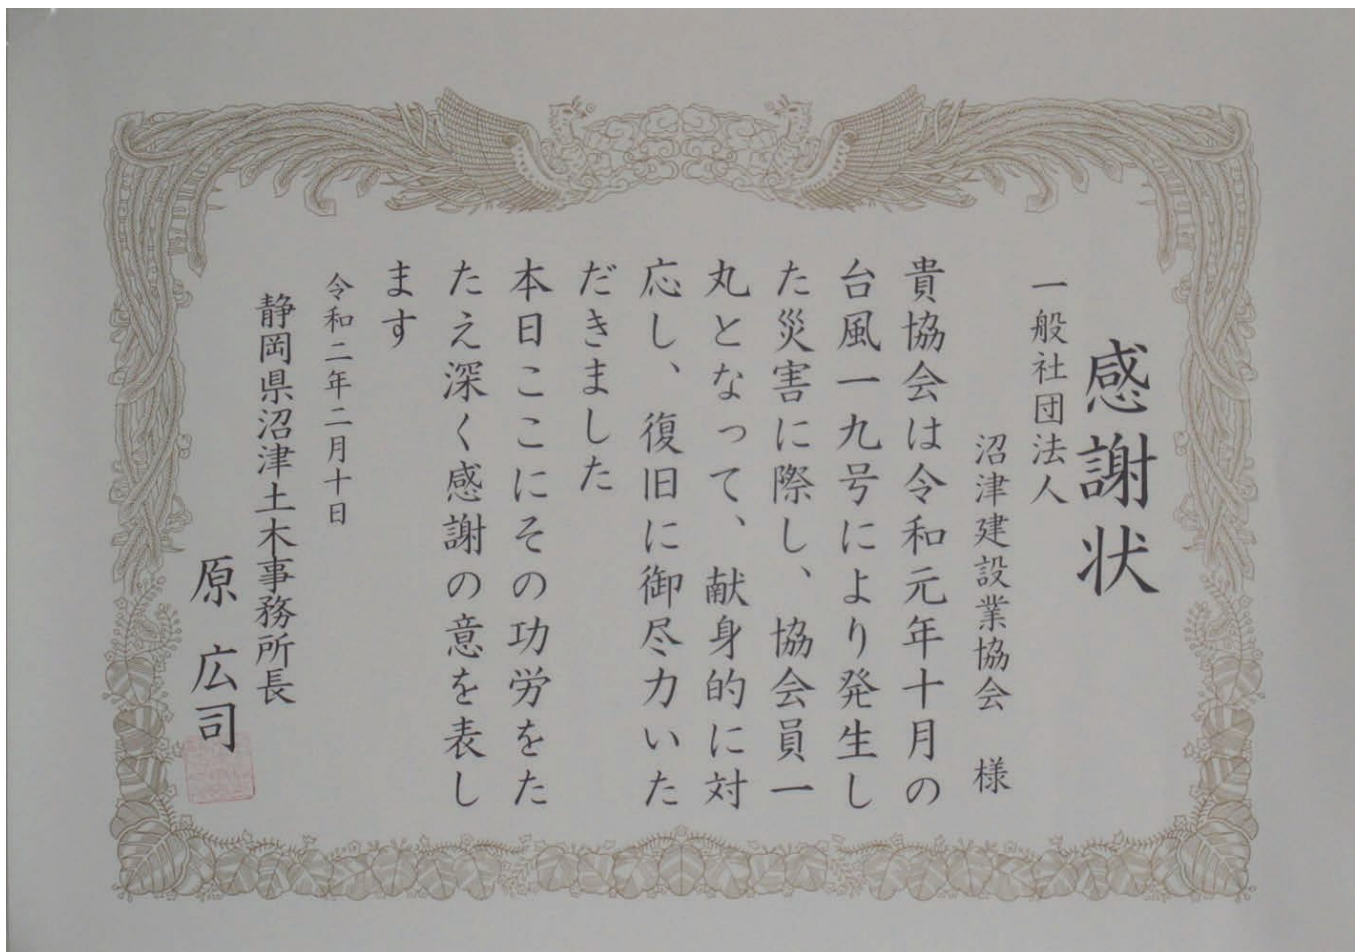 感謝状
一般社団法人
沼津建設業協会 様
貴協会は令和元年十月の
台風一九号により発生し
た災害に際し、協会員一
丸となって、献身的に対
応し、復旧に御尽力いた
だきました
本日ここにその功労をた
たえ深く感謝の意を表し
ます
令和二年二月十日
静岡県沼津土木事務所長
原 広司